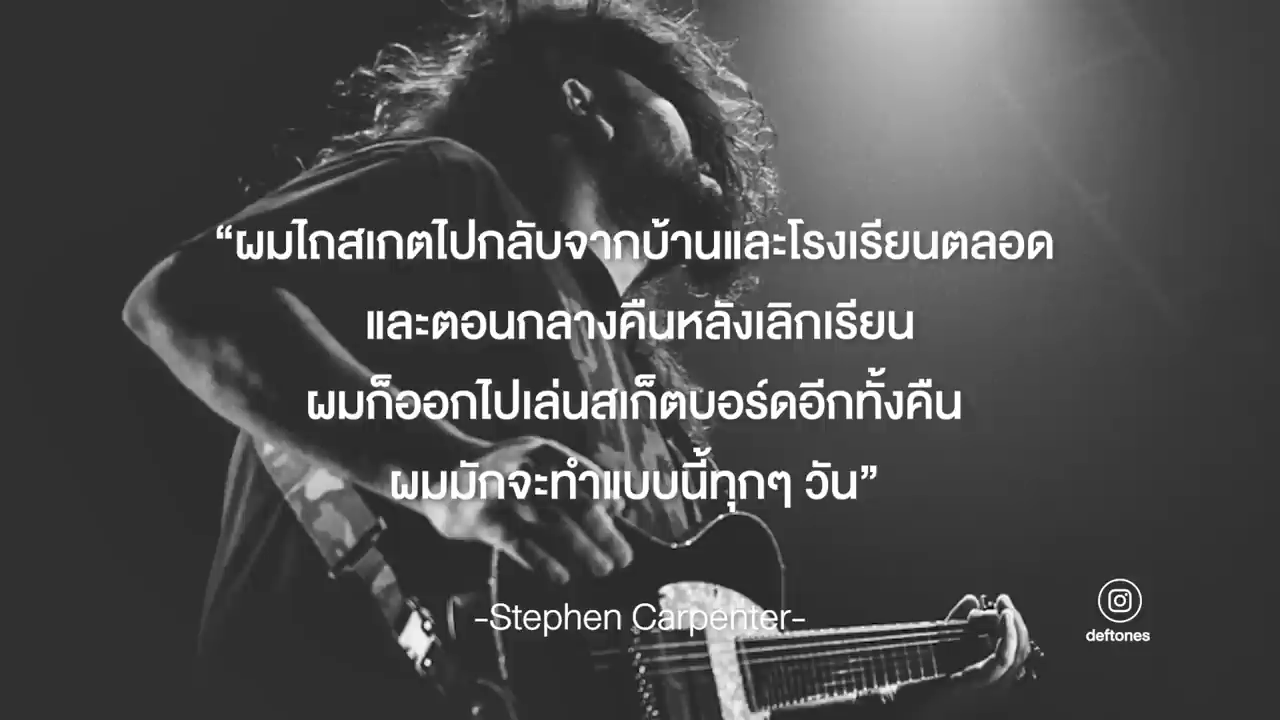 “ผมไถสเกตไปกลับจากบ้านและโรงเรียนตลอด
และตอนกลางคืนหลังเลิกเรียน
ผมก็ออกไปเล่นสเก็ตบอร์ดอีกทั้งคืน
ผมมักจะทำแบบนี้ทุกๆ วัน”
-Stephen Carpenter-
deftones